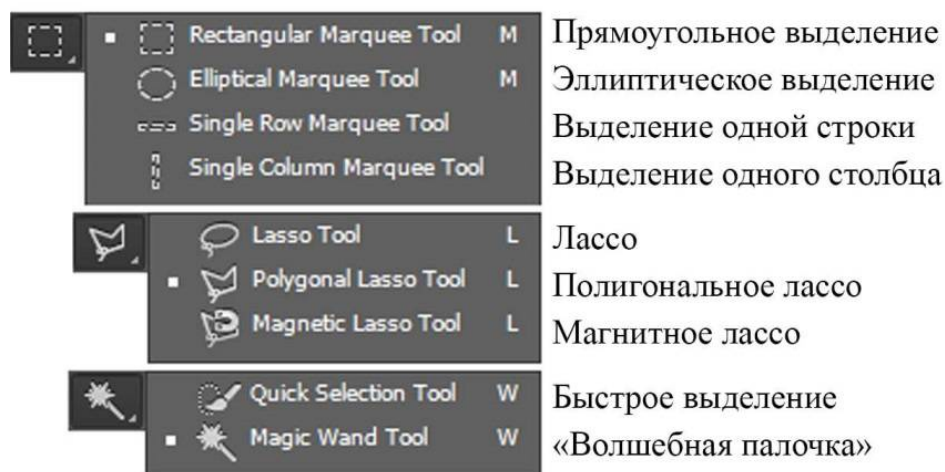 Rectangular Marquee Tool M Прямоугольное выделение
Elliptical Marquee Tool M Эллиптическое выделение
Single Row Marquee Tool Выделение одной строки
Single Column Marquee Tool Выделение одного столбца
Lasso Tool L Лассо
Polygonal Lasso Tool L Полигональное лассо
Magnetic Lasso Tool L Магнитное лассо
Quick Selection Tool W Быстрое выделение
Magic Wand Tool W «Волшебная палочка»